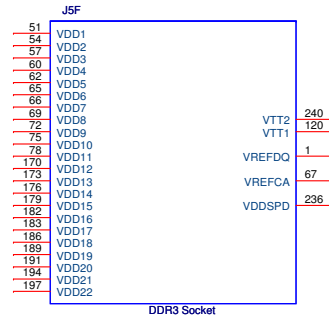 J5F
51 VDD1
54 VDD2
57 VDD3
60 VDD4
62 VDD5
65 VDD6
66 VDD7
69 VDD8
72 VDD9
75 VDD10
78 VDD11
170 VDD12
173 VDD13
176 VDD14
179 VDD15
182 VDD16
183 VDD17
186 VDD18
189 VDD19
191 VDD20
194 VDD21
197 VDD22
VTT2 240
VTT1 120
VREFDQ 1
VREFCA 67
VDDSPD 236
DDR3 Socket